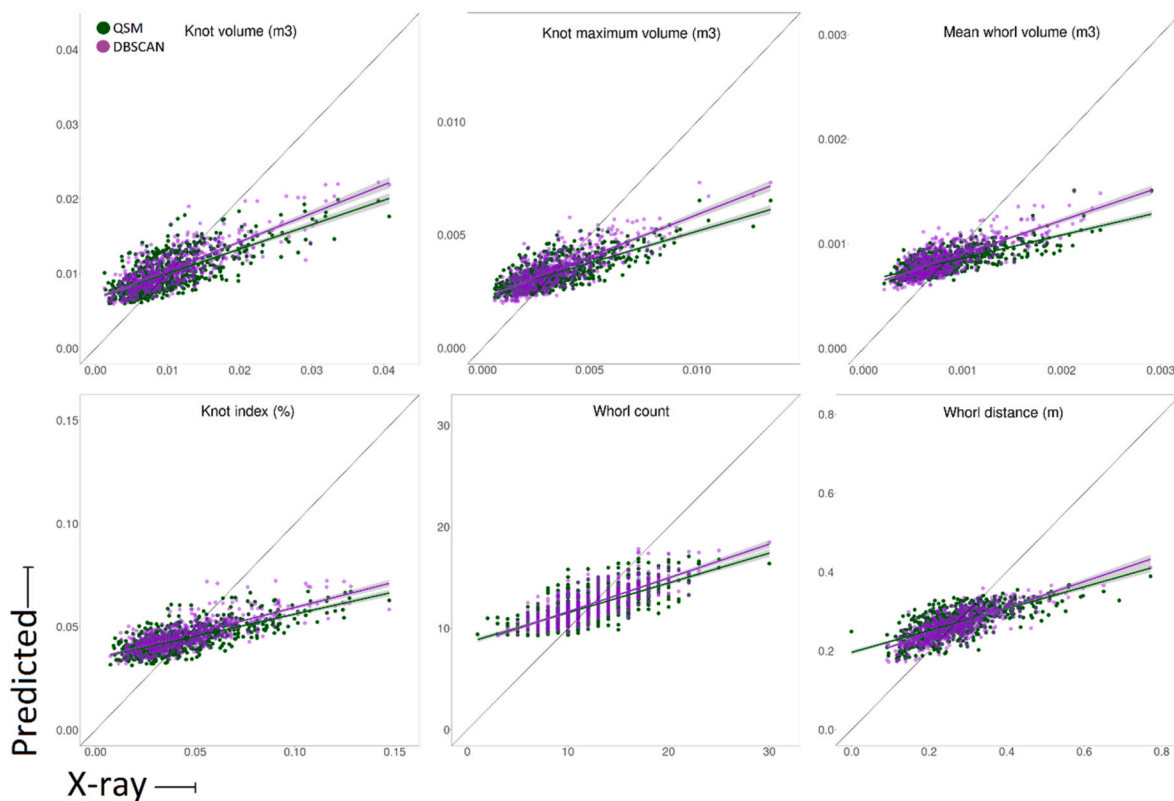 QSM
DBSCAN
Knot volume (m3)
0.04
0.03
0.02
0.01
0.00
0.00 0.01 0.02 0.03 0.04
Knot maximum volume (m3)
0.010
0.005
0.000
0.000 0.005 0.010
Mean whorl volume (m3)
0.003
0.002
0.001
0.000
0.000 0.001 0.002 0.003
Knot index (%)
0.15
0.10
0.05
0.00
0.00 0.05 0.10 0.15
Whorl count
30
20
10
0
0 10 20 30
Whorl distance (m)
0.8
0.6
0.4
0.2
0.0
0.0 0.2 0.4 0.6 0.8
Predicted
X-ray